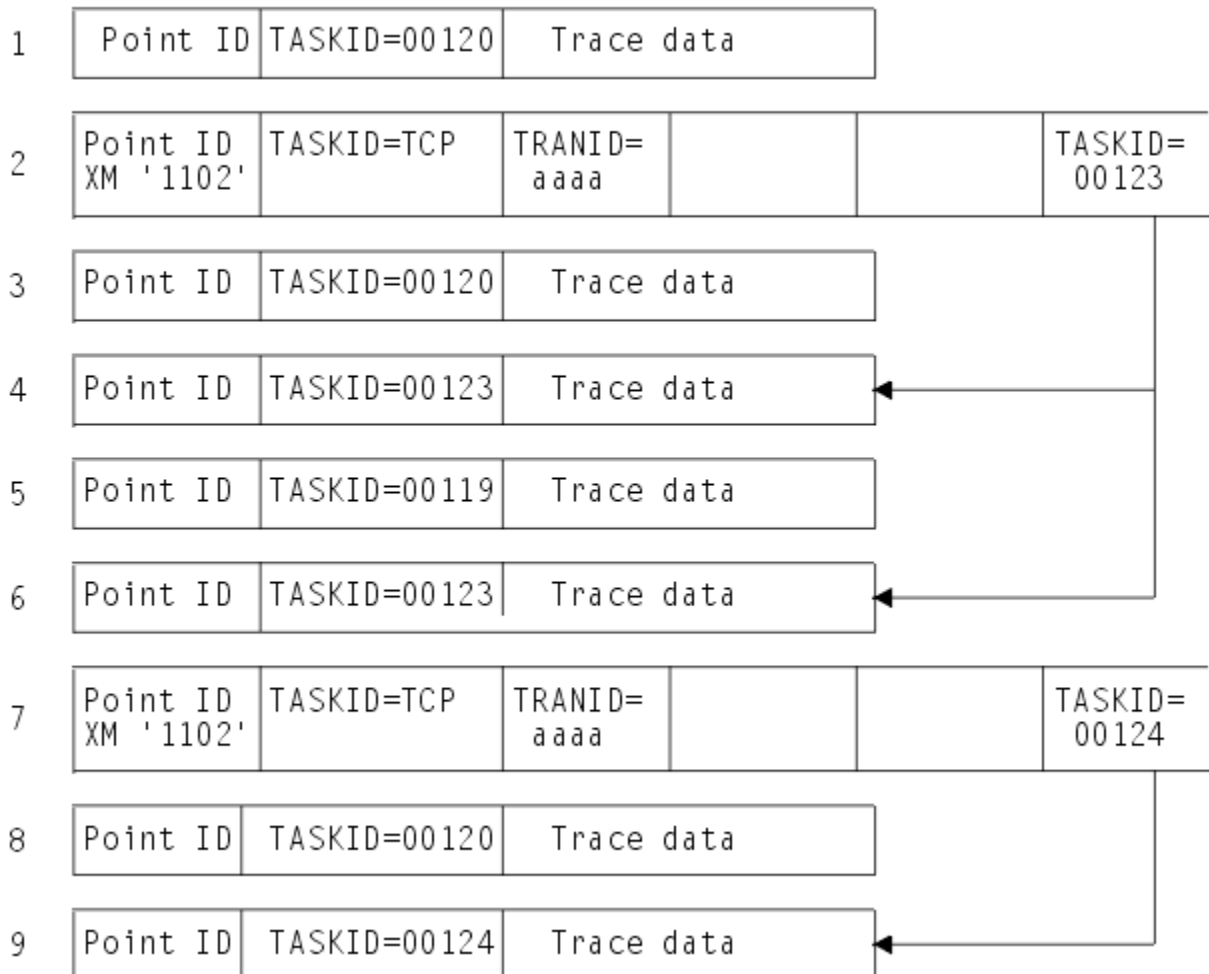 1 Point ID TASKID=00120 Trace data
2 Point ID TASKID=TCP TRANID= TASKID=
XM '1102' aaaa 00123
3 Point ID TASKID=00120 Trace data
4 Point ID TASKID=00123 Trace data
5 Point ID TASKID=00119 Trace data
6 Point ID TASKID=00123 Trace data
7 Point ID TASKID=TCP TRANID= TASKID=
XM '1102' aaaa 00124
8 Point ID TASKID=00120 Trace data
9 Point ID TASKID=00124 Trace data